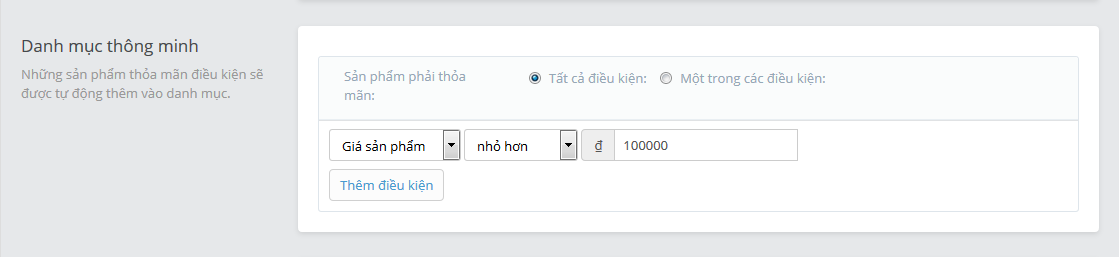 Danh mục thông minh
Những sản phẩm thỏa mãn điều kiện sẽ
được tự động thêm vào danh mục.
Sản phẩm phải thỏa
mãn:
Tất cả điều kiện: Một trong các điều kiện:
Giá sản phẩm nhỏ hơn ₫ 100000
Thêm điều kiện